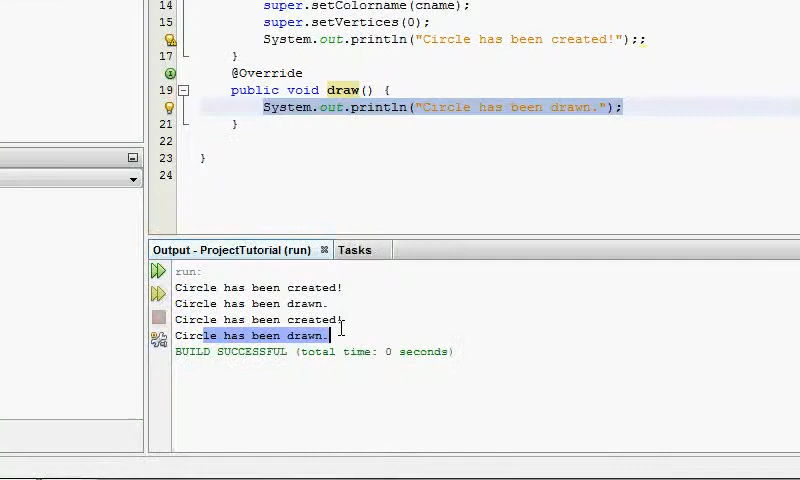 14 super.setColorname(cname);
15 super.setVertices(0);
System.out.println("Circle has been created!");;
17 }
@Override
19 public void draw() {
System.out.println("Circle has been drawn.");
21 }
22
23 }
24
Output - ProjectTutorial (run) Tasks
run:
Circle has been created!
Circle has been drawn.
Circle has been created!
Circle has been drawn.
BUILD SUCCESSFUL (total time: 0 seconds)